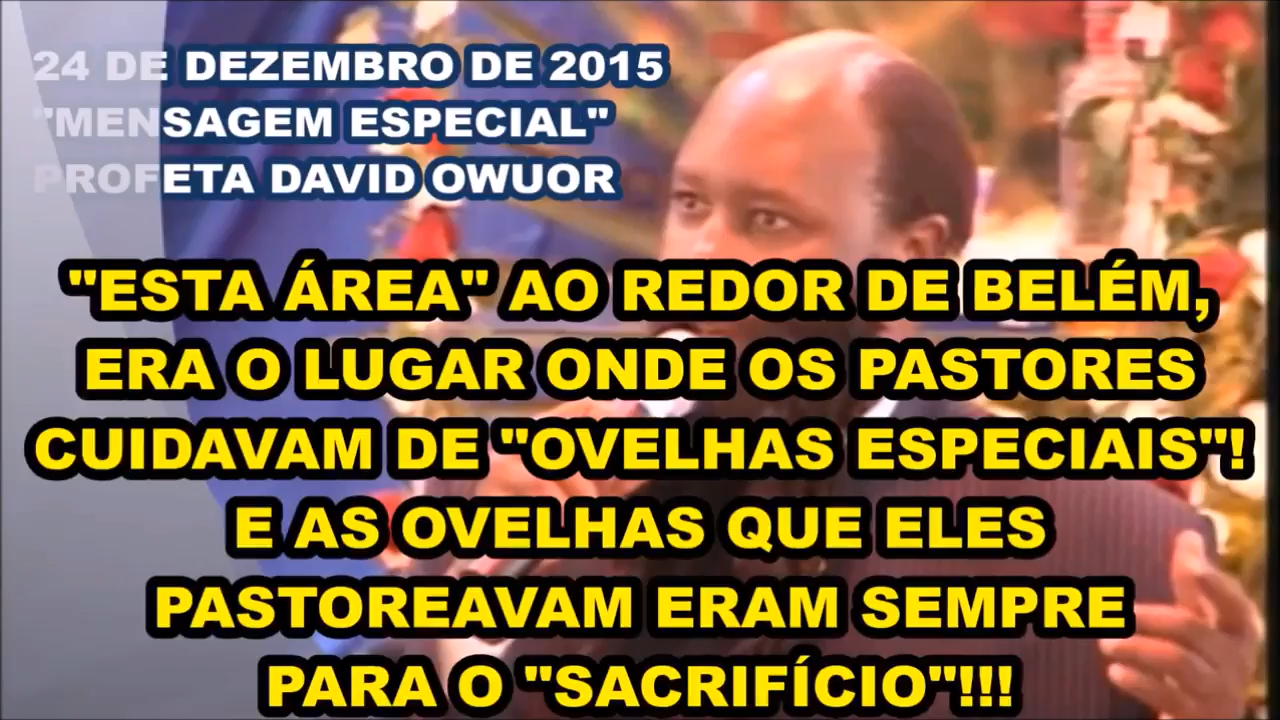 24 DE DEZEMBRO DE 2015
"MENSAGEM ESPECIAL"
PROFETA DAVID OWUOR
"ESTA ÁREA" AO REDOR DE BELÉM,
ERA O LUGAR ONDE OS PASTORES
CUIDAVAM DE "OVELHAS ESPECIAIS"!
E AS OVELHAS QUE ELES
PASTOREAVAM ERAM SEMPRE
PARA O "SACRIFÍCIO"!!!